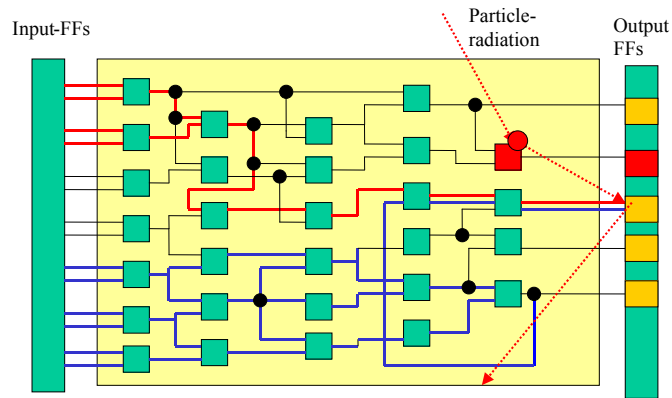 Input-FFs
Particle-
radiation
Output
FFs